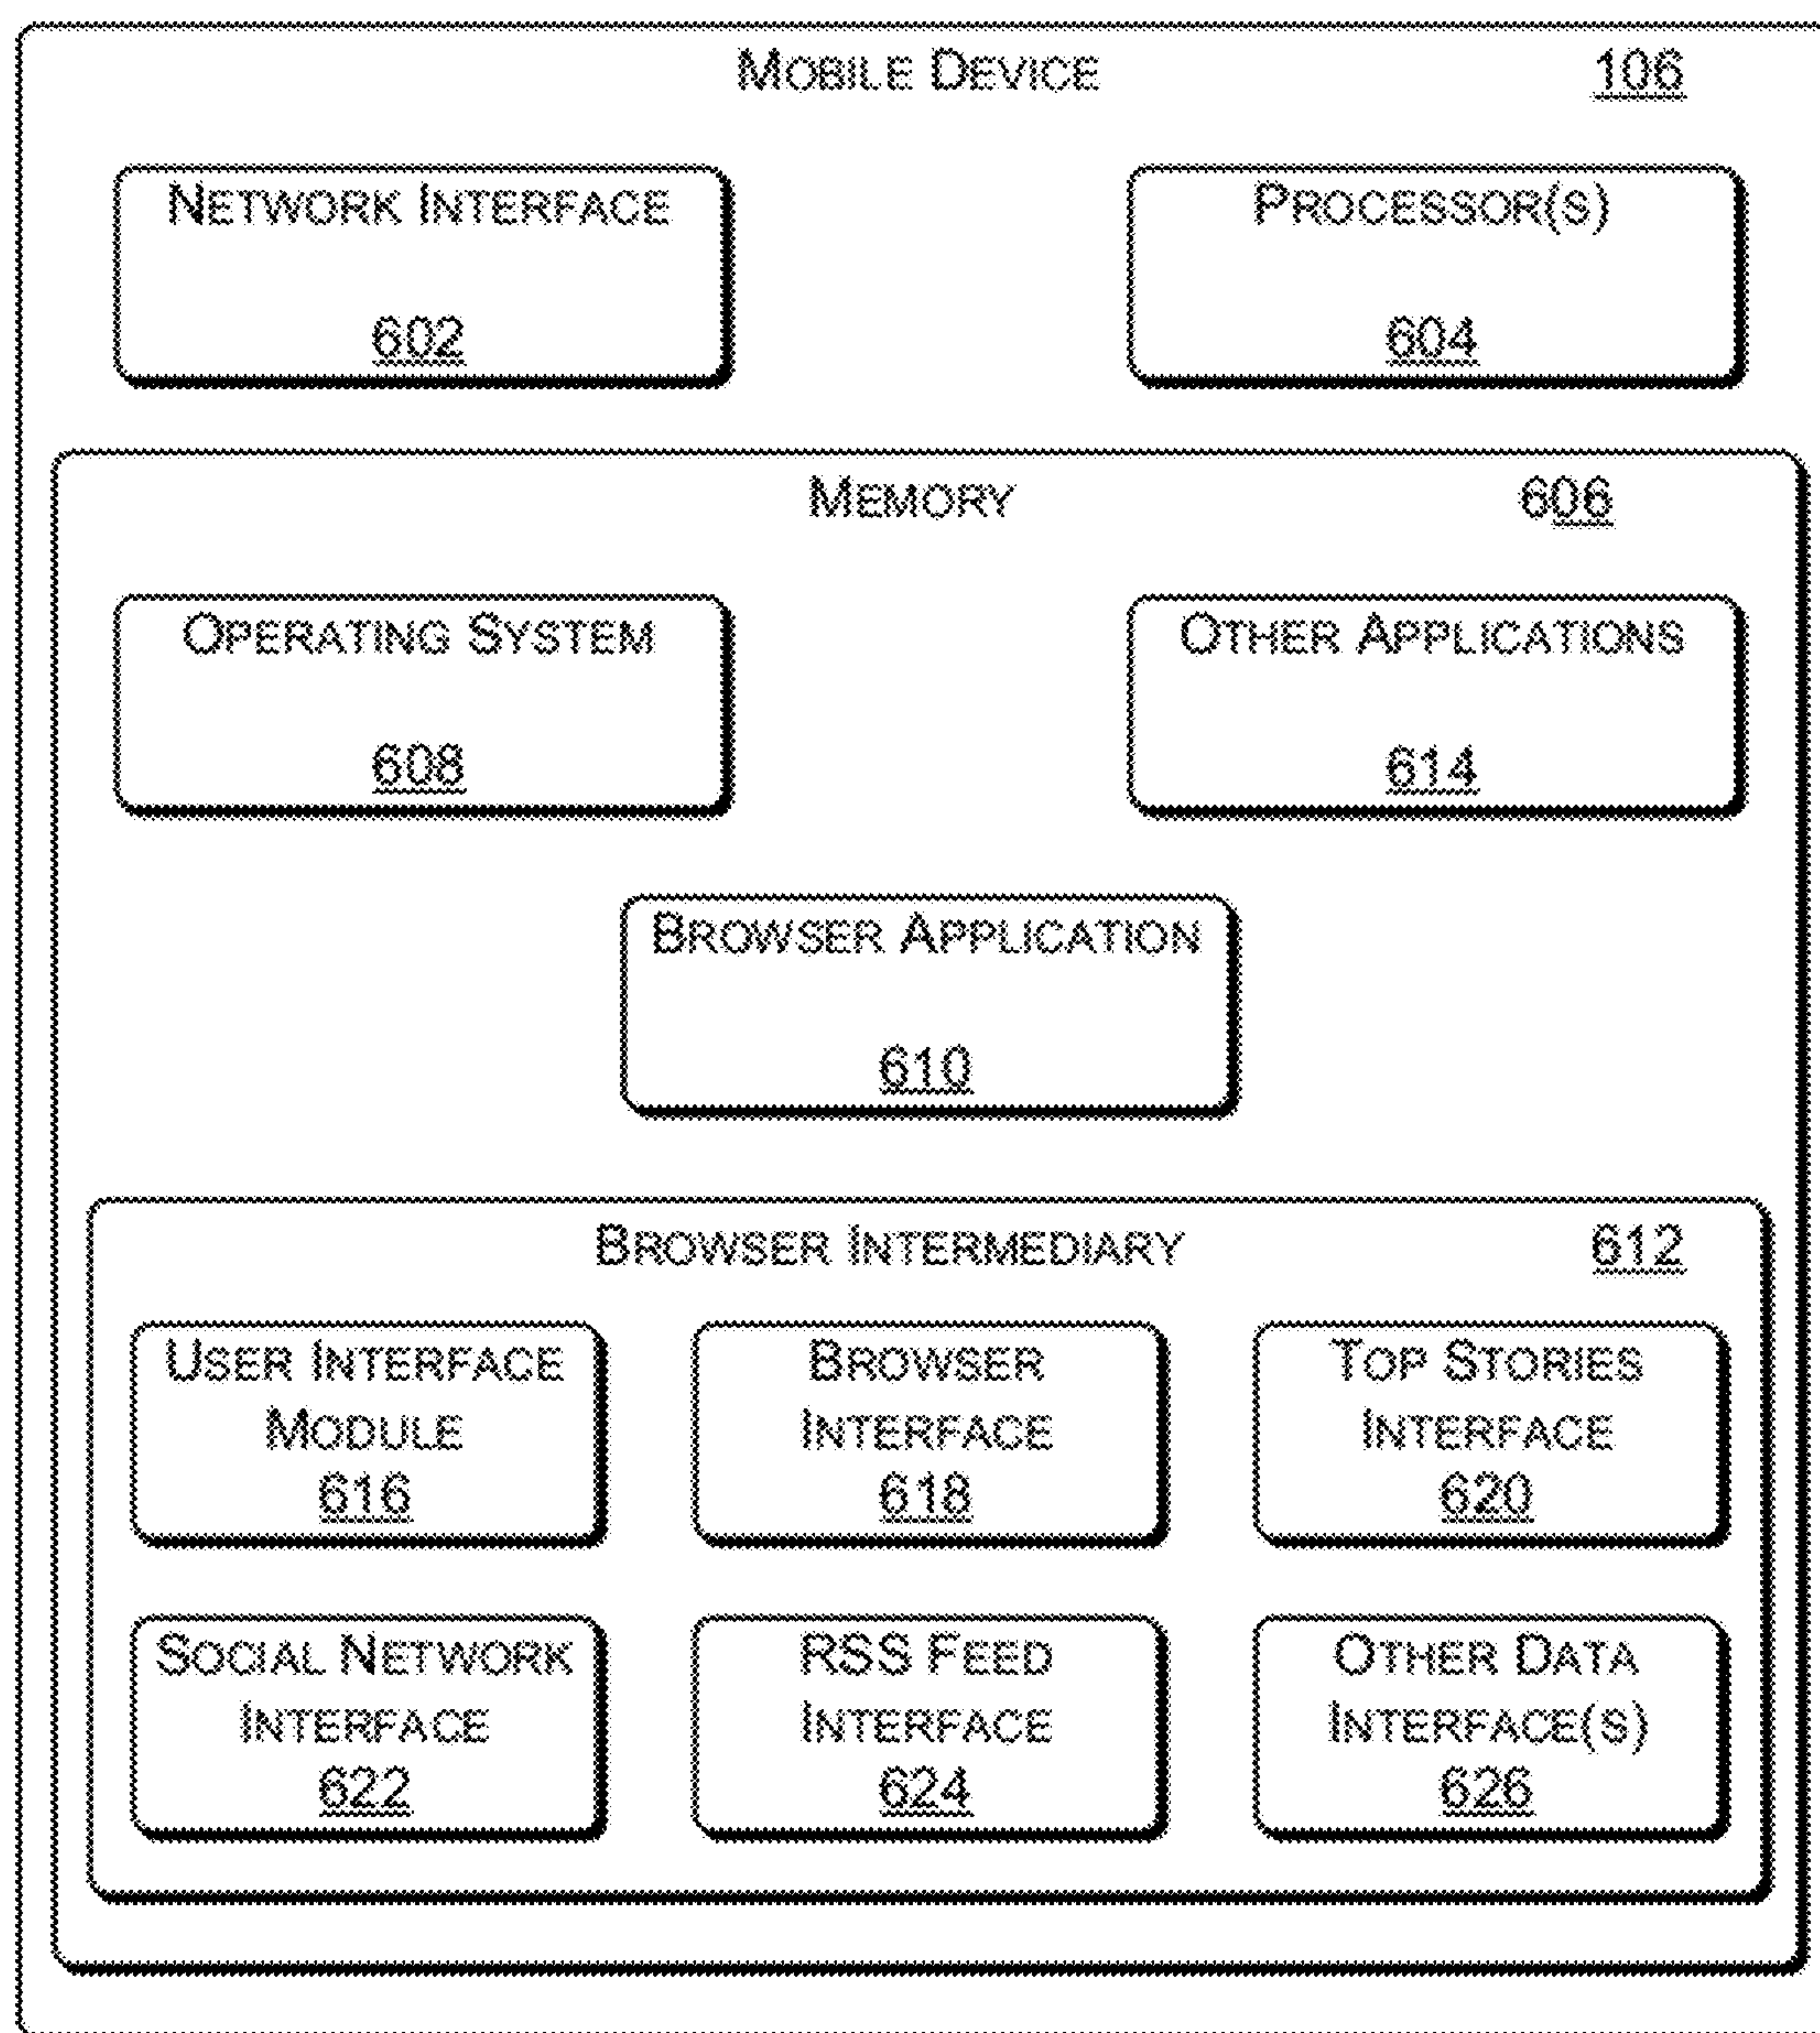 MOBILE DEVICE 106
NETWORK INTERFACE
602
PROCESSOR(S)
604
MEMORY 606
OPERATING SYSTEM
608
OTHER APPLICATIONS
614
BROWSER APPLICATION
610
BROWSER INTERMEDIARY 612
USER INTERFACE
MODULE
616
BROWSER
INTERFACE
618
TOP STORIES
INTERFACE
620
SOCIAL NETWORK
INTERFACE
622
RSS FEED
INTERFACE
624
OTHER DATA
INTERFACE(S)
626